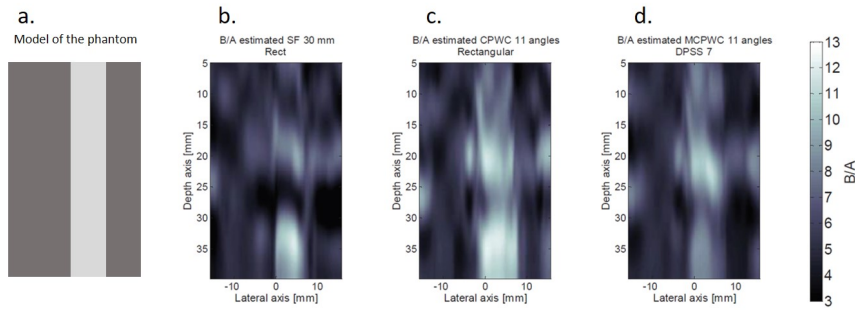 a.
Model of the phantom
b.
B/A estimated SF 30 mm
Rect
5
10
15
20
25
30
35
Depth axis [mm]
-10 0 10
Lateral axis [mm]
c.
B/A estimated CPWC 11 angles
Rectangular
5
10
15
20
25
30
35
Depth axis [mm]
-10 0 10
Lateral axis [mm]
d.
B/A estimated MCPWC 11 angles
DPSS 7
5
10
15
20
25
30
35
Depth axis [mm]
-10 0 10
Lateral axis [mm]
13
12
11
10
9
8
7
6
5
4
3
B/A